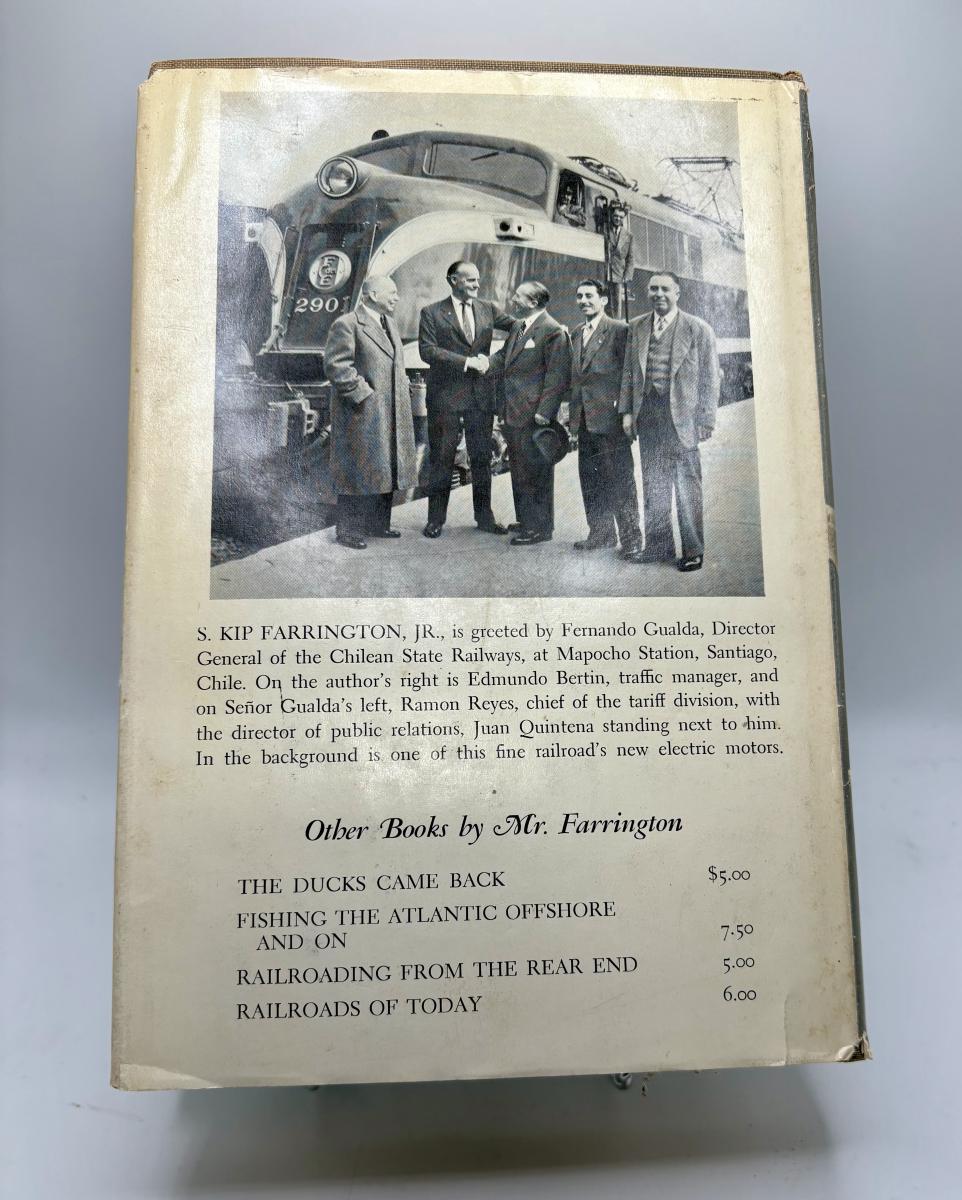 F
C
E
2901
S. KIP FARRINGTON, JR., is greeted by Fernando Gualda, Director
General of the Chilean State Railways, at Mapocho Station, Santiago,
Chile. On the author's right is Edmundo Bertin, traffic manager, and
on Señor Gualda's left, Ramon Reyes, chief of the tariff division, with
the director of public relations, Juan Quintena standing next to him.
In the background is one of this fine railroad's new electric motors.
Other Books by Mr. Farrington
THE DUCKS CAME BACK $5.00
FISHING THE ATLANTIC OFFSHORE
AND ON 7.50
RAILROADING FROM THE REAR END 5.00
RAILROADS OF TODAY 6.00